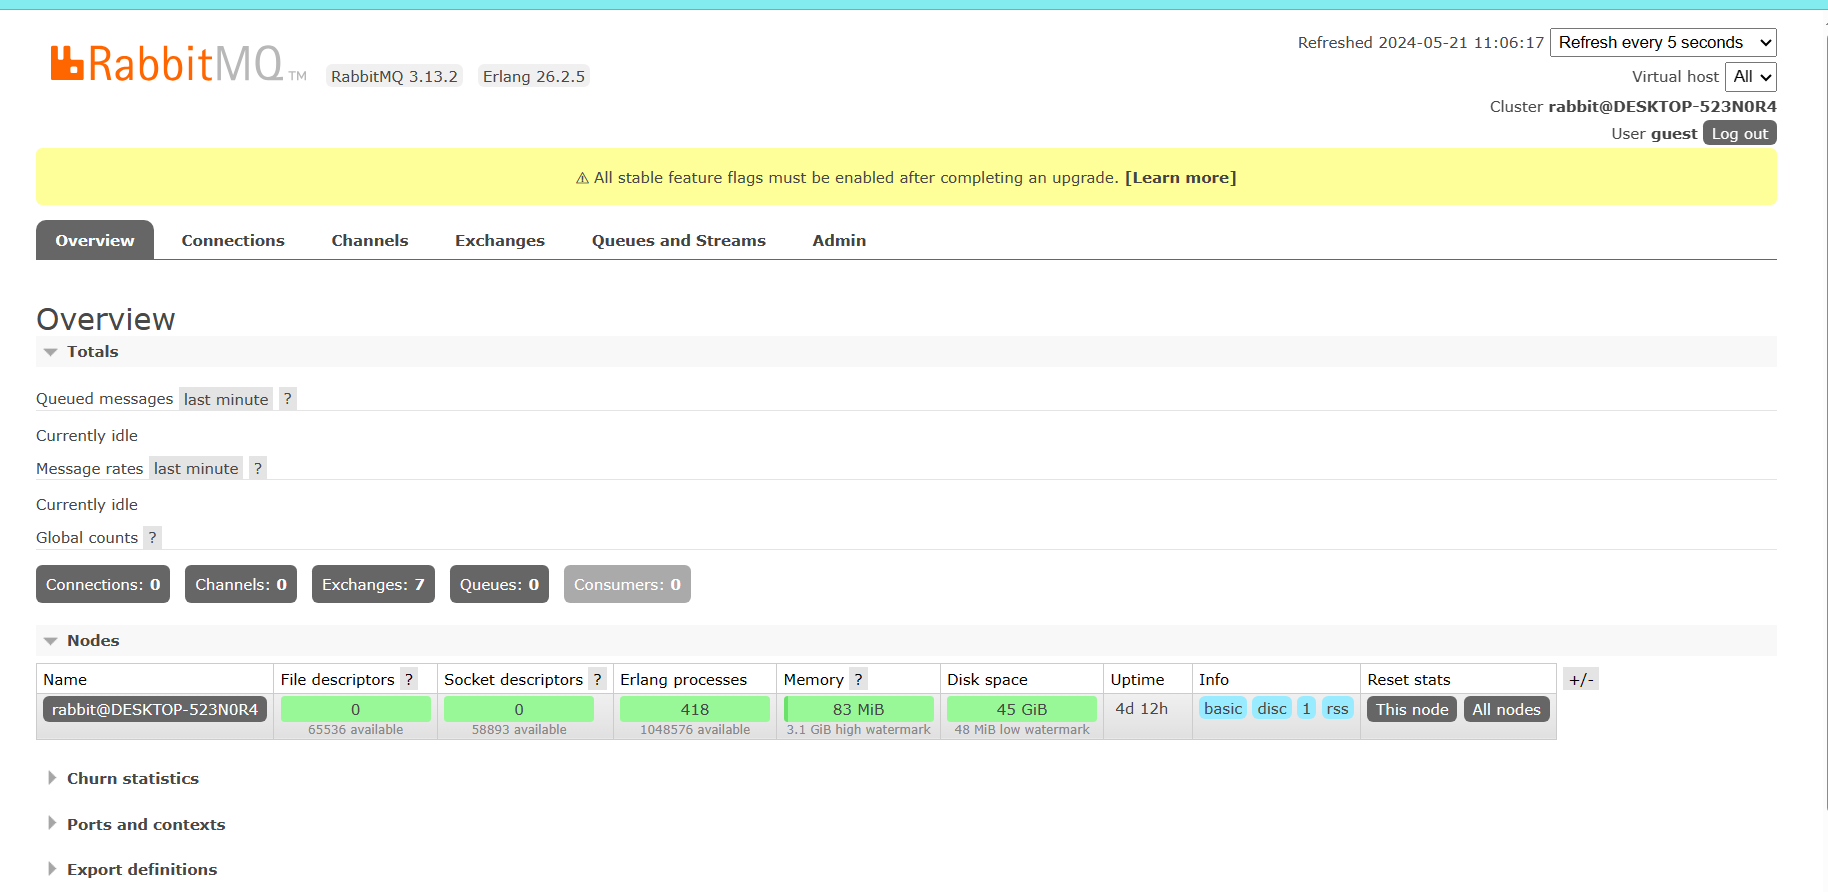 RabbitMQ TM RabbitMQ 3.13.2 Erlang 26.2.5
Refreshed 2024-05-21 11:06:17 Refresh every 5 seconds
Virtual host All
Cluster rabbit@DESKTOP-523N0R4
User guest Log out
⚠ All stable feature flags must be enabled after completing an upgrade. [Learn more]
Overview Connections Channels Exchanges Queues and Streams Admin
Overview
Totals
Queued messages last minute ?
Currently idle
Message rates last minute ?
Currently idle
Global counts ?
Connections: 0 Channels: 0 Exchanges: 7 Queues: 0 Consumers: 0
Nodes
Name File descriptors ? Socket descriptors ? Erlang processes Memory ? Disk space Uptime Info Reset stats +/-
rabbit@DESKTOP-523N0R4 0 0 418 83 MiB 45 GiB 4d 12h basic disc 1 rss This node All nodes
65536 available 58893 available 1048576 available 3.1 GiB high watermark 48 MiB low watermark
Churn statistics
Ports and contexts
Export definitions